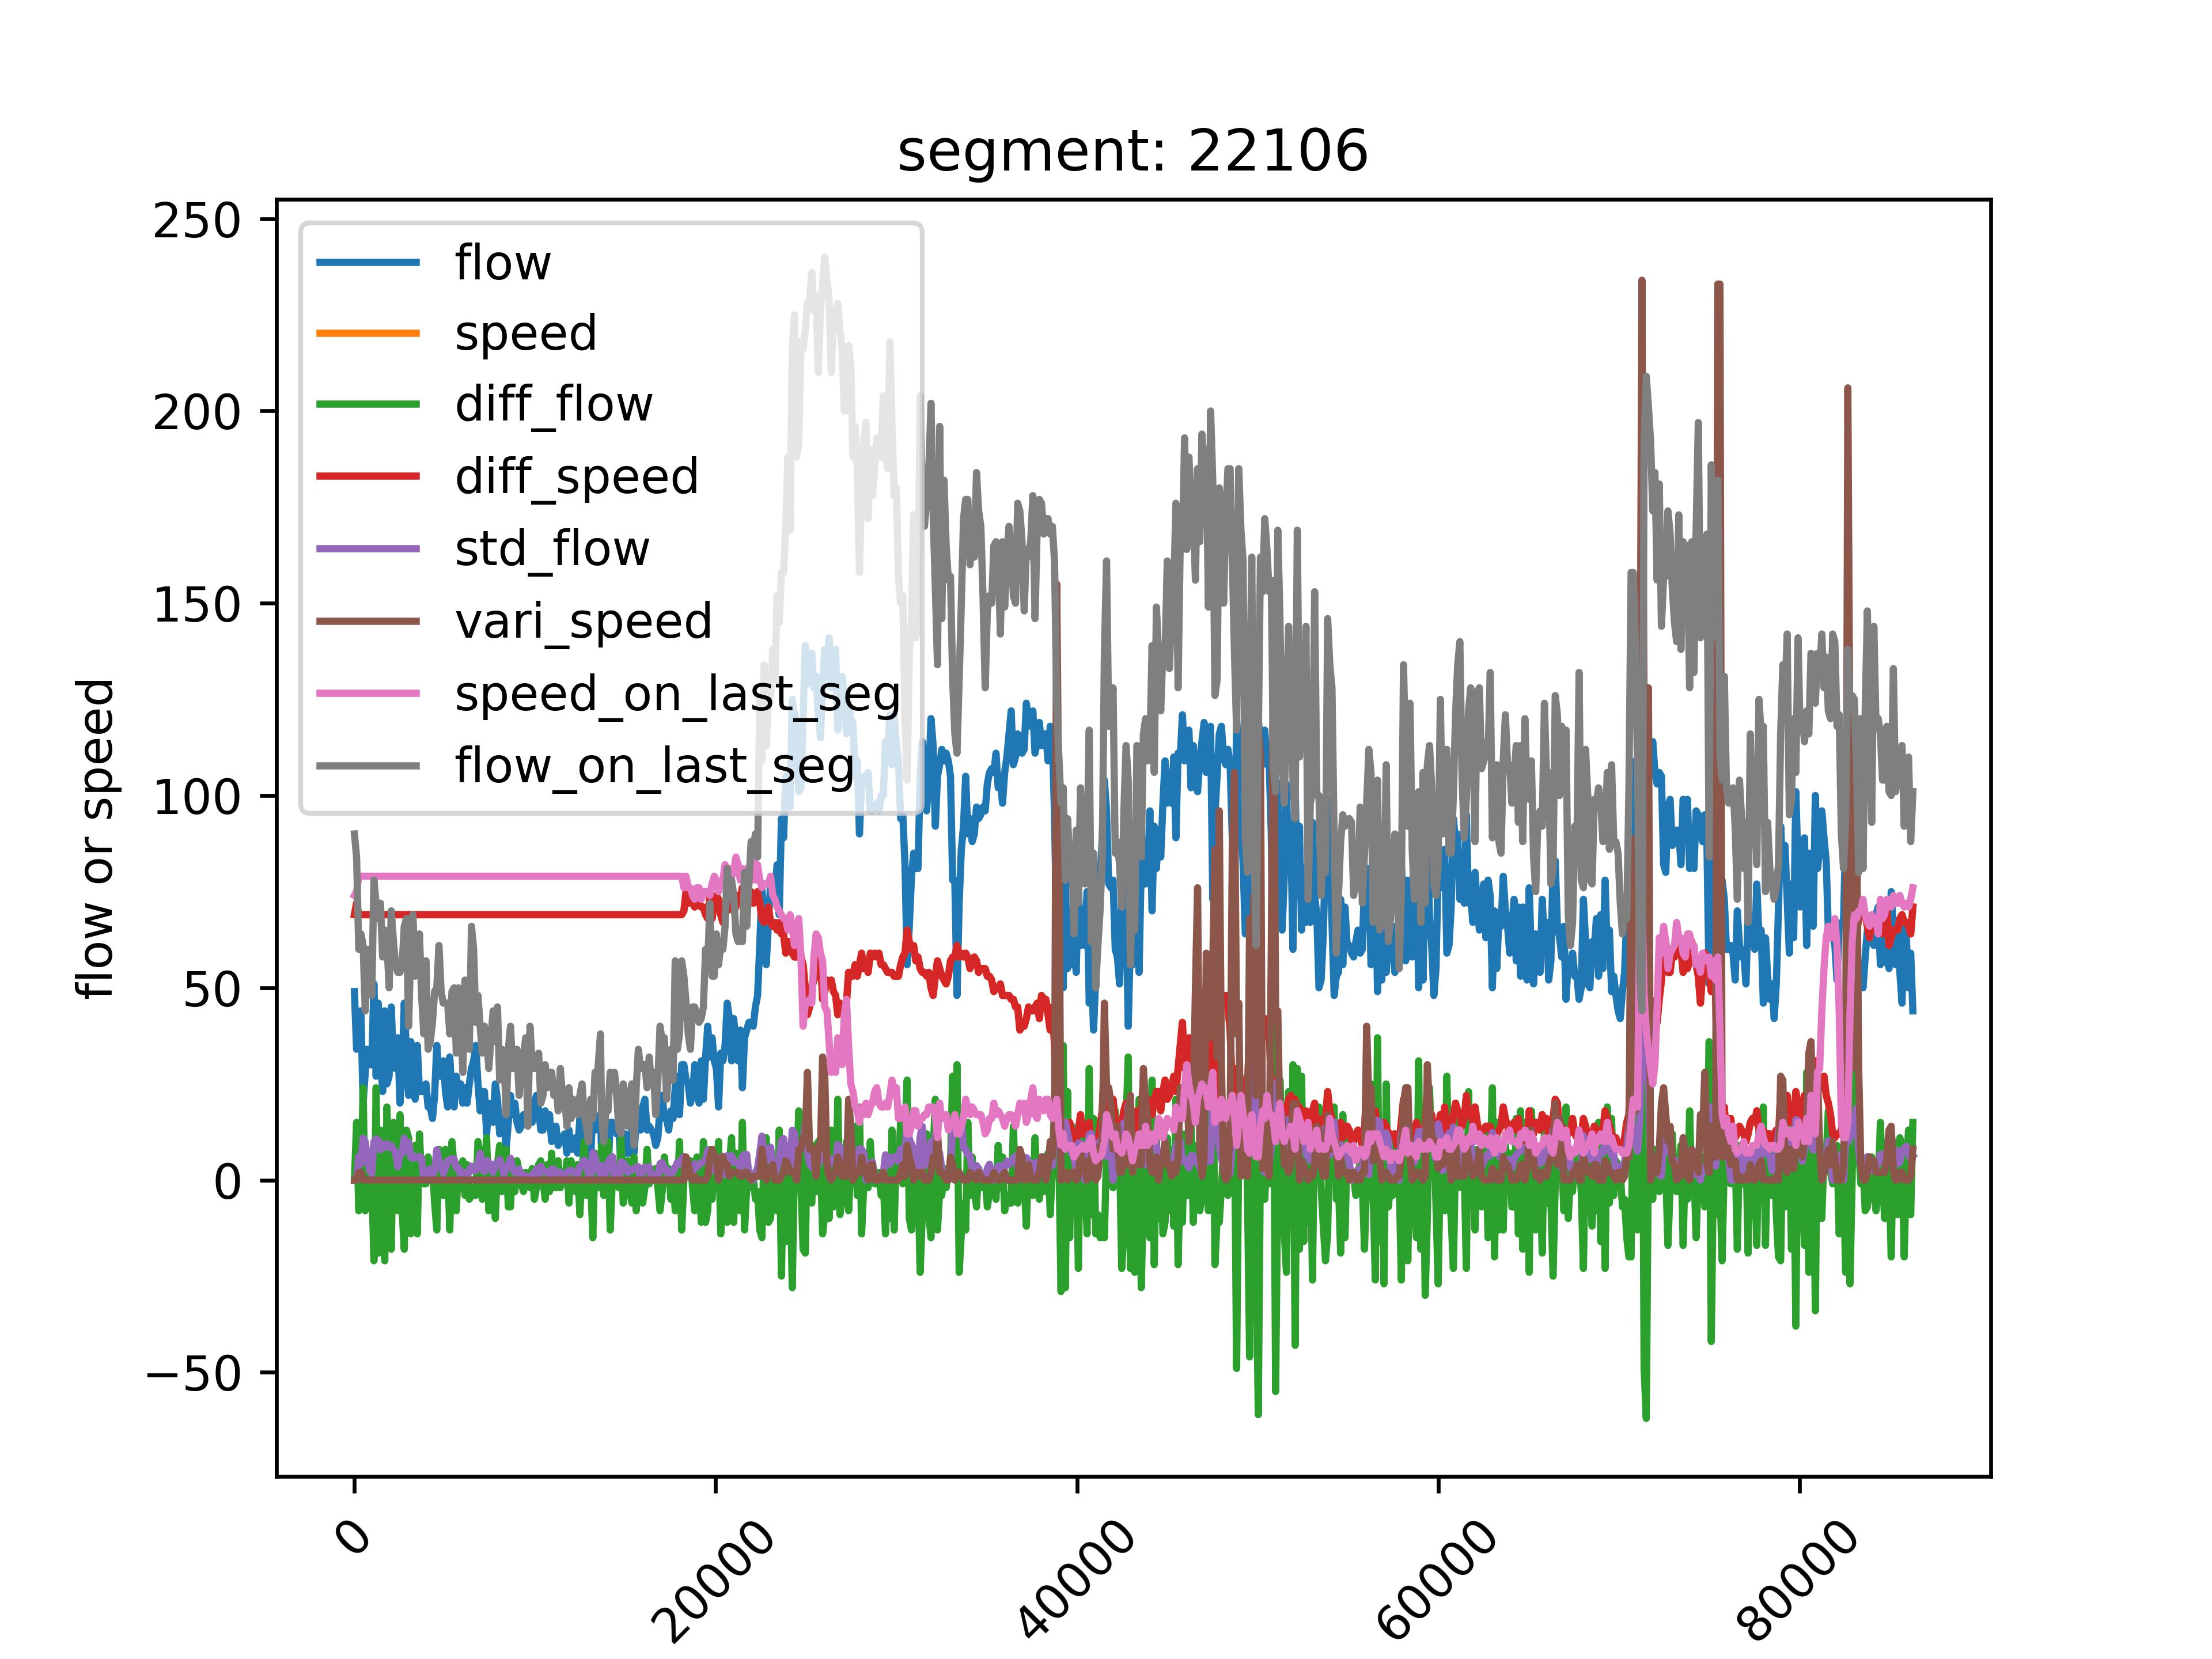 segment: 22106
250
200
150
100
50
0
−50
flow or speed
flow
speed
diff_flow
diff_speed
std_flow
vari_speed
speed_on_last_seg
flow_on_last_seg
0
20000
40000
60000
80000